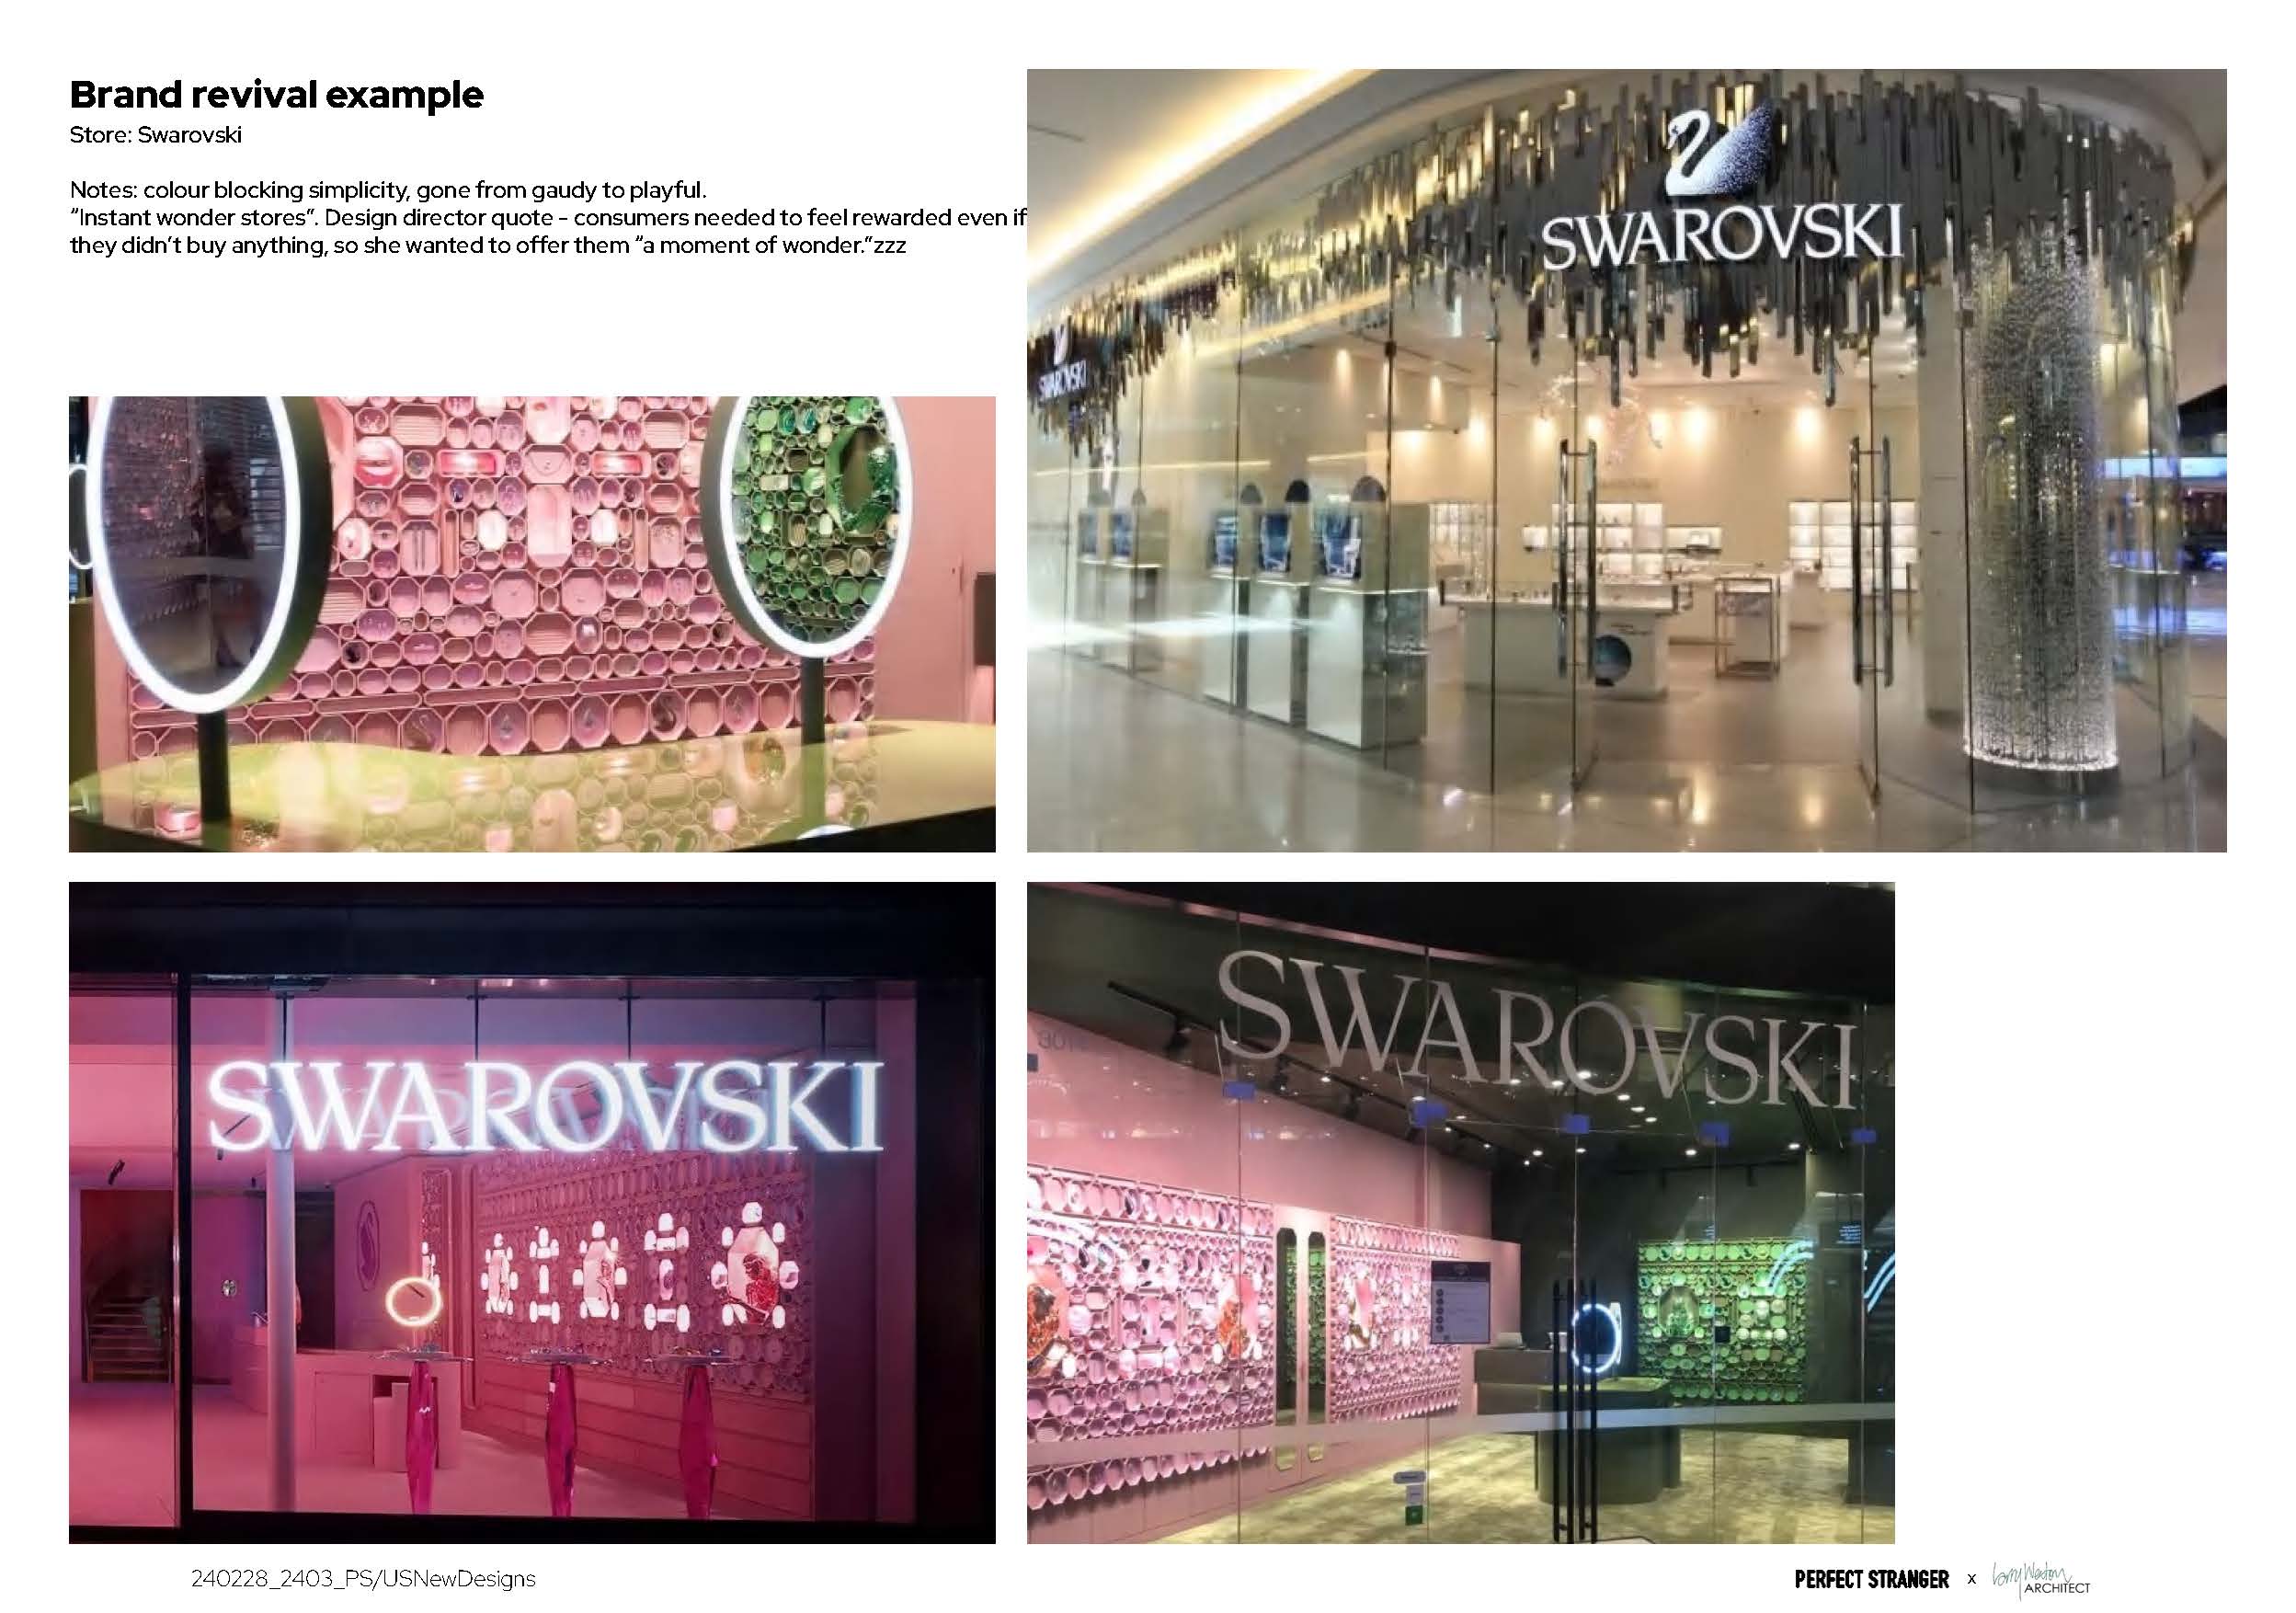 Brand revival example
Store: Swarovski
Notes: colour blocking simplicity, gone from gaudy to playful.
“Instant wonder stores”. Design director quote - consumers needed to feel rewarded even if
they didn’t buy anything, so she wanted to offer them “a moment of wonder.”zzz
SWAROVSKI
SWAROVSKI
SWAROVSKI
SWAROVSKI
240228_2403_PS/USNewDesigns
PERFECT STRANGER x
ARCHITECT